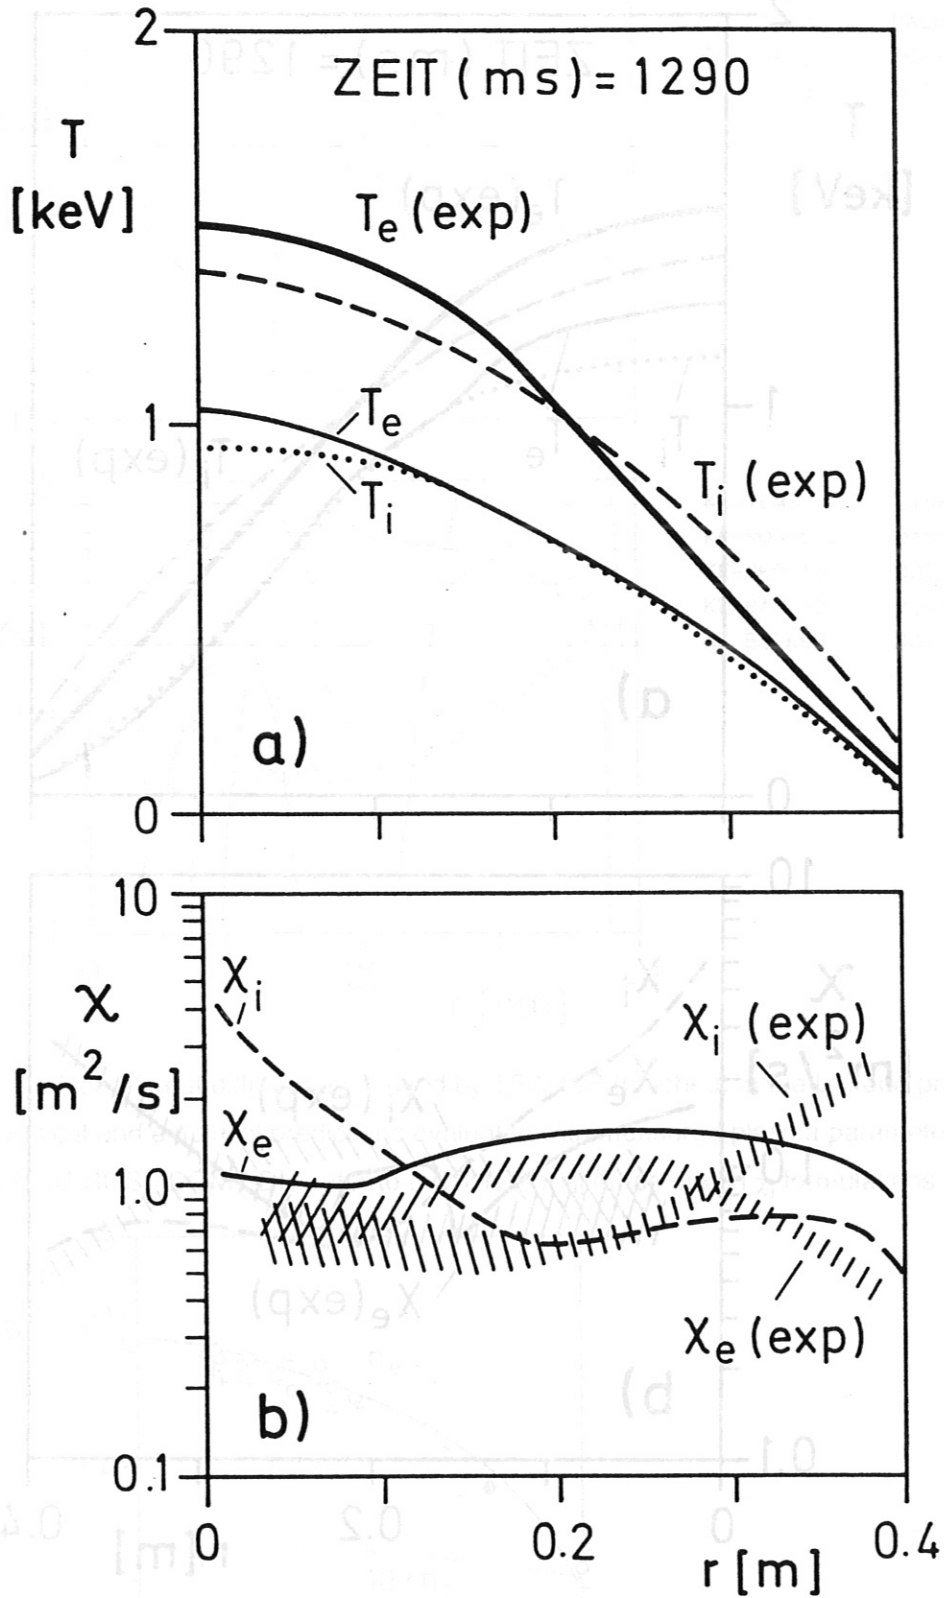 2
ZEIT (ms) = 1290
T
[keV]
Te (exp)
1
Te
Ti (exp)
Ti
a)
0
10
χi
χ
χi (exp)
[m²/s]
χe
1.0
χe (exp)
b)
0.1
0 0.2 0.4
r [m]